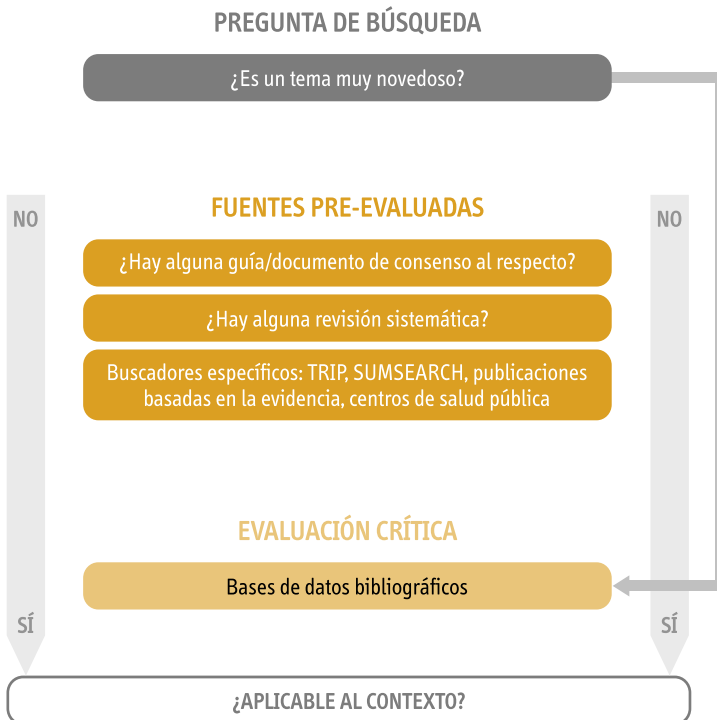 PREGUNTA DE BÚSQUEDA
¿Es un tema muy novedoso?
NO
FUENTES PRE-EVALUADAS
NO
¿Hay alguna guía/documento de consenso al respecto?
¿Hay alguna revisión sistemática?
Buscadores específicos: TRIP, SUMSEARCH, publicaciones
basadas en la evidencia, centros de salud pública
EVALUACIÓN CRÍTICA
Bases de datos bibliográficos
SÍ
SÍ
¿APLICABLE AL CONTEXTO?